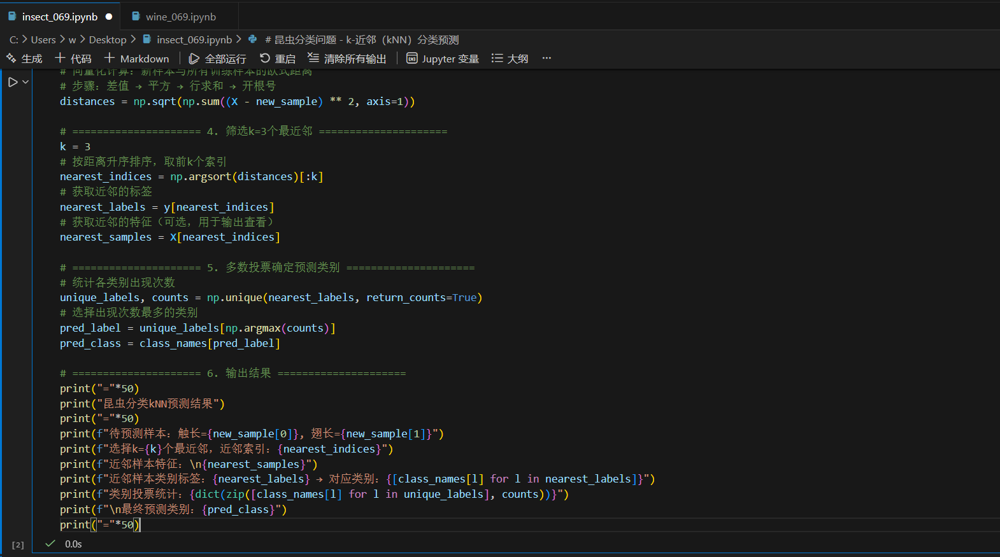 insect_069.ipynb ● wine_069.ipynb
C: > Users > w > Desktop > insect_069.ipynb > # 昆虫分类问题 - k-近邻（kNN）分类预测
生成 + 代码 + Markdown 全部运行 重启 清除所有输出 Jupyter 变量 大纲 ···
# 向量化计算：新样本与所有训练样本的欧式距离
# 步骤：差值 → 平方 → 行求和 → 开根号
distances = np.sqrt(np.sum((X - new_sample) ** 2, axis=1))
# ===================== 4. 筛选k=3个最近邻 =====================
k = 3
# 按距离升序排序，取前k个索引
nearest_indices = np.argsort(distances)[:k]
# 获取近邻的标签
nearest_labels = y[nearest_indices]
# 获取近邻的特征（可选，用于输出查看）
nearest_samples = X[nearest_indices]
# ===================== 5. 多数投票确定预测类别 =====================
# 统计各类别出现次数
unique_labels, counts = np.unique(nearest_labels, return_counts=True)
# 选择出现次数最多的类别
pred_label = unique_labels[np.argmax(counts)]
pred_class = class_names[pred_label]
# ===================== 6. 输出结果 =====================
print("="*50)
print("昆虫分类kNN预测结果")
print("="*50)
print(f"待预测样本：触长={new_sample[0]}, 翅长={new_sample[1]}")
print(f"选择k={k}个最近邻，近邻索引：{nearest_indices}")
print(f"近邻样本特征：\n{nearest_samples}")
print(f"近邻样本类别标签：{nearest_labels} → 对应类别：{[class_names[l] for l in nearest_labels]}")
print(f"类别投票统计：{dict(zip([class_names[l] for l in unique_labels], counts))}")
print(f"\n最终预测类别：{pred_class}")
print("="*50)
[2] ✓ 0.0s